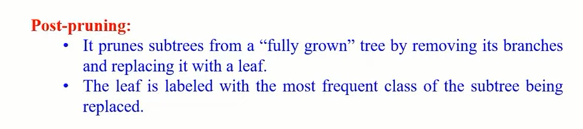 Post-pruning:
• It prunes subtrees from a “fully grown” tree by removing its branches
and replacing it with a leaf.
• The leaf is labeled with the most frequent class of the subtree being
replaced.